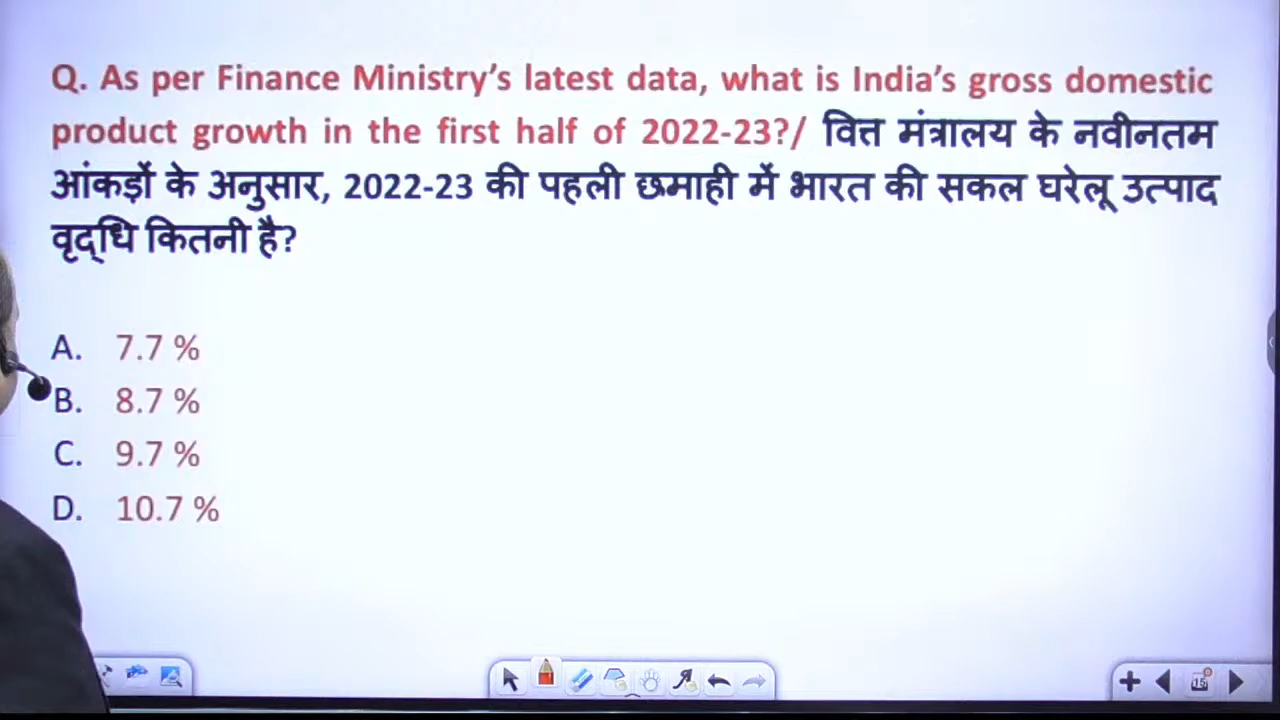 Q. As per Finance Ministry’s latest data, what is India’s gross domestic
product growth in the first half of 2022-23?/ वित्त मंत्रालय के नवीनतम
आंकड़ों के अनुसार, 2022-23 की पहली छमाही में भारत की सकल घरेलू उत्पाद
वृद्धि कितनी है?
A. 7.7 %
B. 8.7 %
C. 9.7 %
D. 10.7 %
15